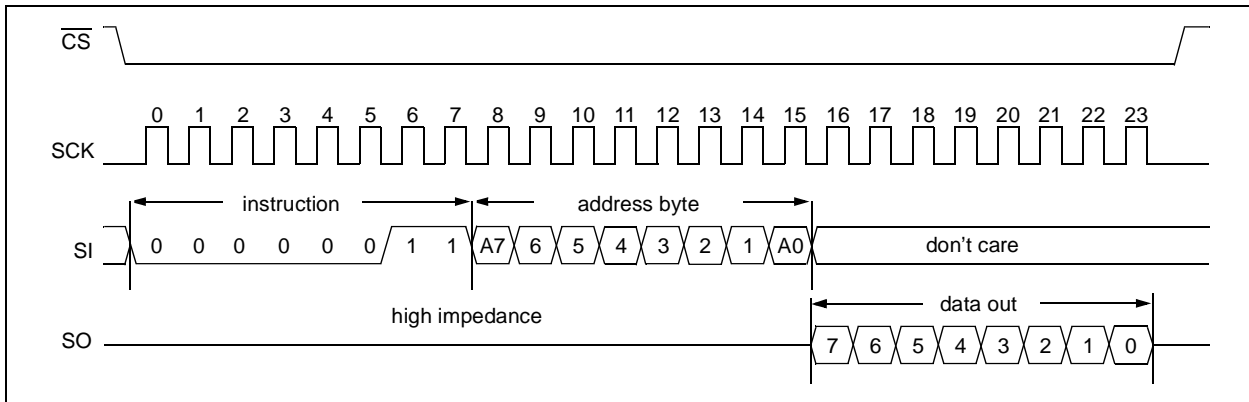 CS
0 1 2 3 4 5 6 7 8 9 10 11 12 13 14 15 16 17 18 19 20 21 22 23
SCK
instruction address byte
SI 0 0 0 0 0 0 1 1 A7 6 5 4 3 2 1 A0 don't care
data out
high impedance
SO 7 6 5 4 3 2 1 0